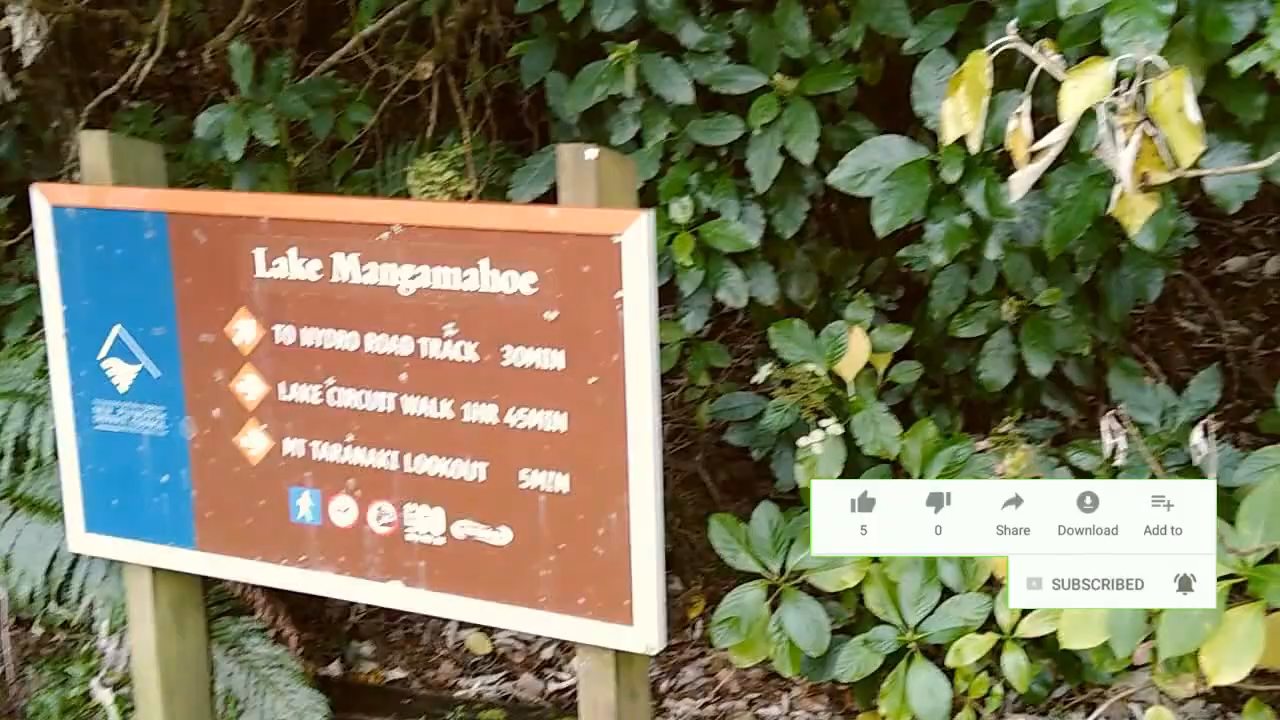 Lake Mangamahoe
TO HYDRO ROAD TRACK 30MIN
LAKE CIRCUIT WALK 1HR 45MIN
MT TARANAKI LOOKOUT 5MIN
5 0 Share Download Add to
SUBSCRIBED